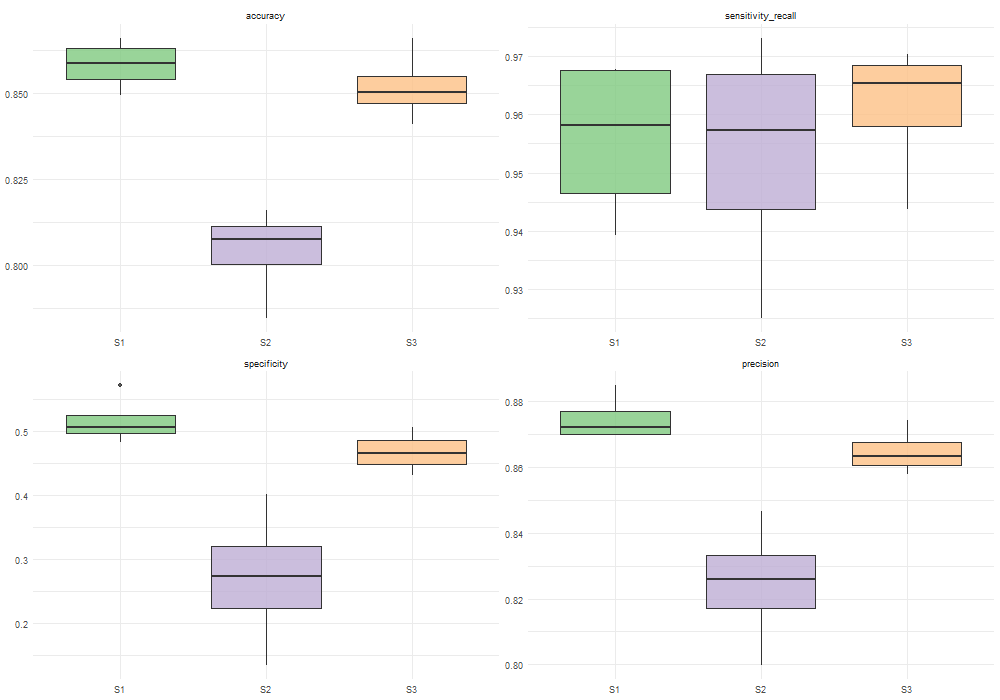 accuracy
0.850
0.825
0.800
S1 S2 S3
sensitivity_recall
0.97
0.96
0.95
0.94
0.93
S1 S2 S3
specificity
0.5
0.4
0.3
0.2
S1 S2 S3
precision
0.88
0.86
0.84
0.82
0.80
S1 S2 S3